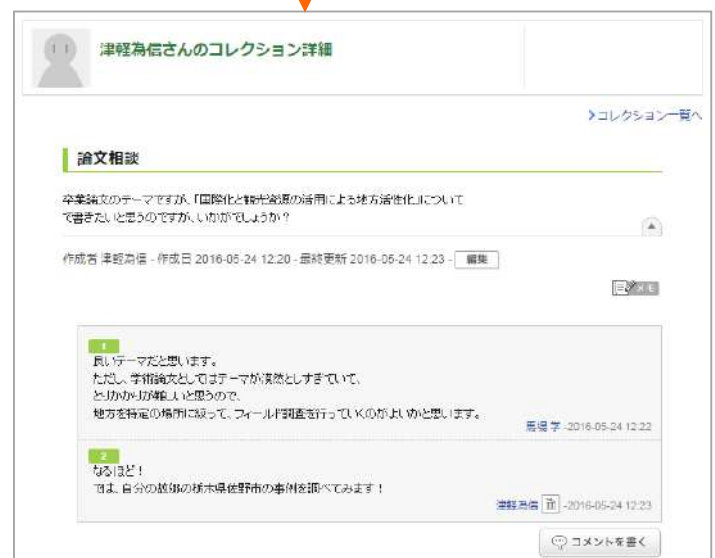 津軽為信さんのコレクション詳細
コレクション一覧へ
論文相談
卒業論文のテーマですが、「国際化と観光資源の活用による地方活性化」について
で書きたいと思うのですが、いかがでしょうか?
作成者 津軽為信 - 作成日 2016-05-24 12:20 - 最終更新 2016-05-24 12:23 - 編集
メモ
1
良いテーマだと思います。
ただし、学術論文としてはテーマが漠然としすぎていて、
とりかかりが難しいと思うので、
地方を特定の場所に絞って、フィールド調査を行っていくのがよいかと思います。
馬場 学 -2016-05-24 12:22
2
なるほど!
では、自分の故郷の栃木県佐野市の事例を調べてみます!
津軽為信 -2016-05-24 12:23
コメントを書く